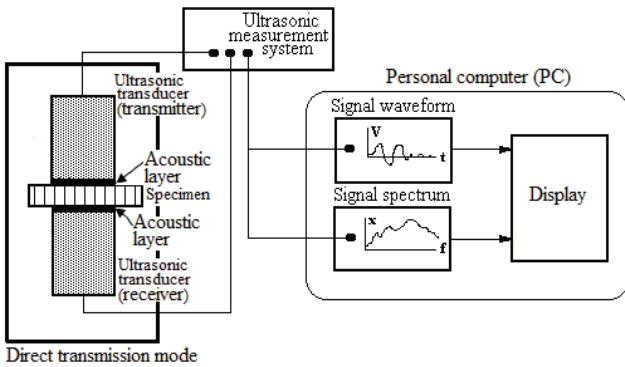 Ultrasonic
measurement
system
Ultrasonic
transducer
(transmitter)
Acoustic
layer
Specimen
Acoustic
layer
Ultrasonic
transducer
(receiver)
Direct transmission mode
Personal computer (PC)
Signal waveform
V
t
Signal spectrum
x
f
Display